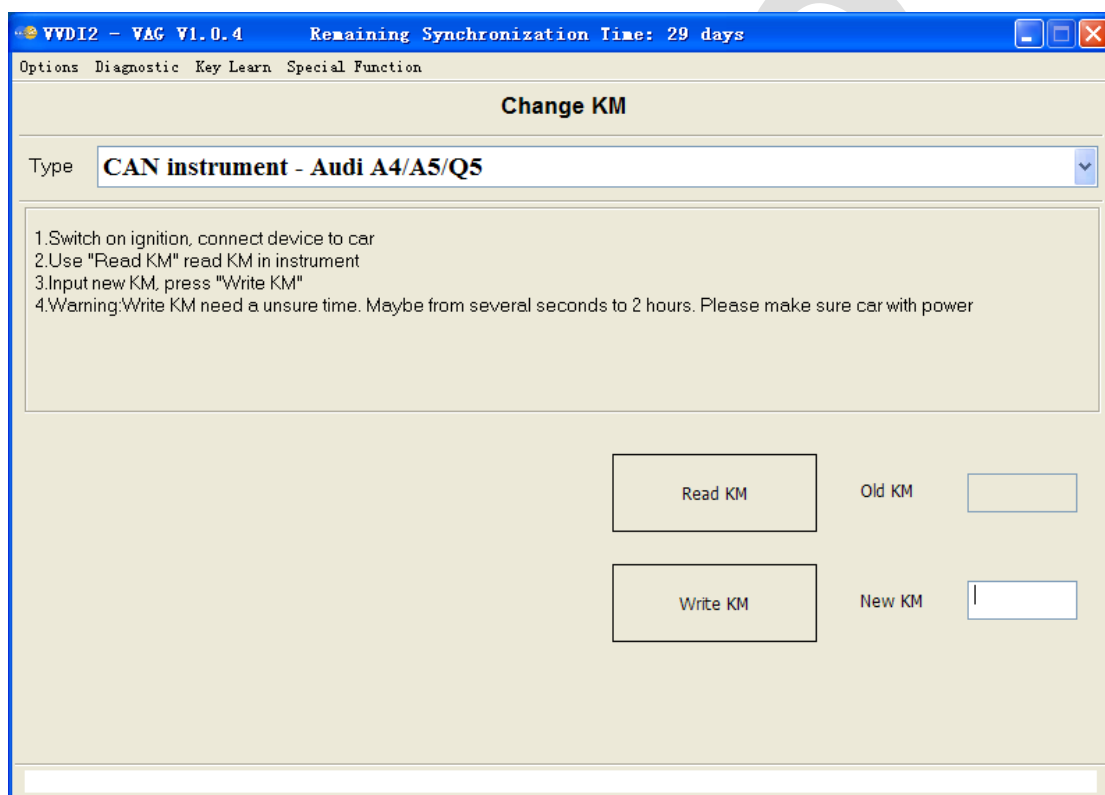 VVDI2 - VAG V1.0.4 Remaining Synchronization Time: 29 days
Options Diagnostic Key Learn Special Function
Change KM
Type CAN instrument - Audi A4/A5/Q5
1.Switch on ignition, connect device to car
2.Use "Read KM" read KM in instrument
3.Input new KM, press "Write KM"
4.Warning:Write KM need a unsure time. Maybe from several seconds to 2 hours. Please make sure car with power
Read KM Old KM
Write KM New KM